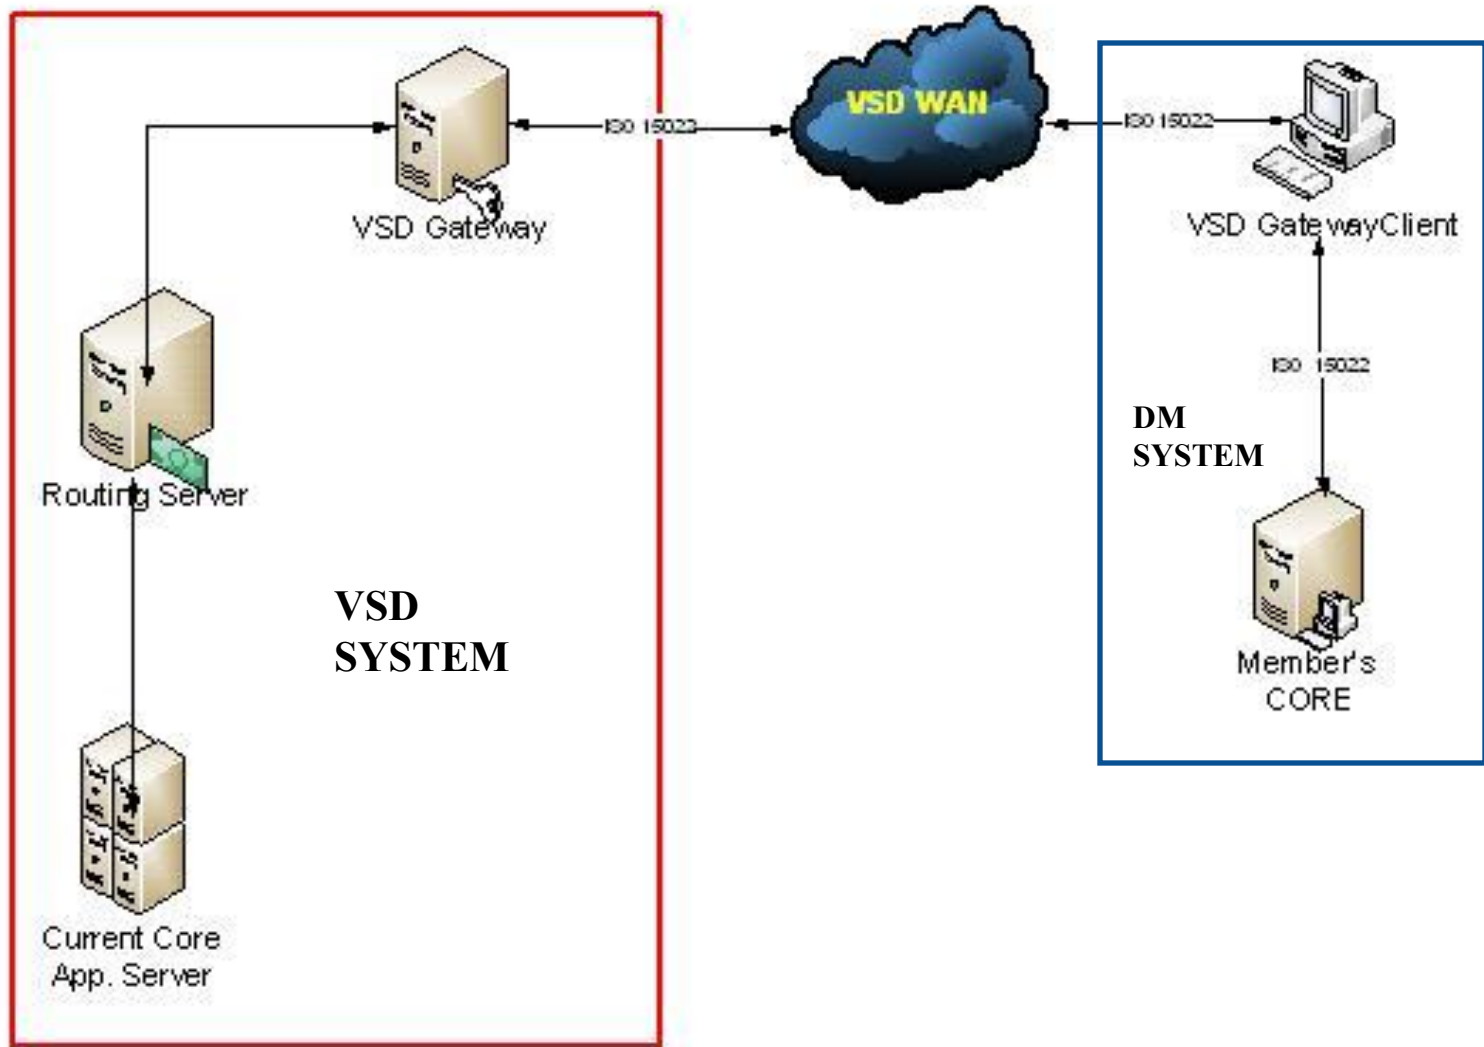 VSD WAN
ISO 15022
ISO 15022
VSD Gateway
VSD GatewayClient
ISO 15022
DM
SYSTEM
Routing Server
VSD
SYSTEM
Member's
CORE
Current Core
App. Server